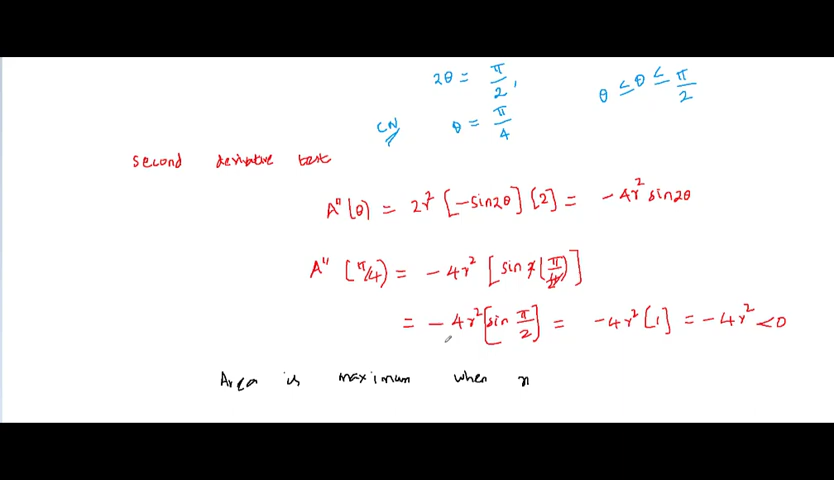 2θ = π/2,
θ ≤ θ ≤ π/2
CN θ = π/4
second derivative test
A"(θ) = 2r² [-sin2θ] [2] = -4r² sin2θ
A" (π/4) = -4r² [sin 2(π/4)]
= -4r² [sin π/2] = -4r² [1] = -4r² < 0
Area is maximum when x